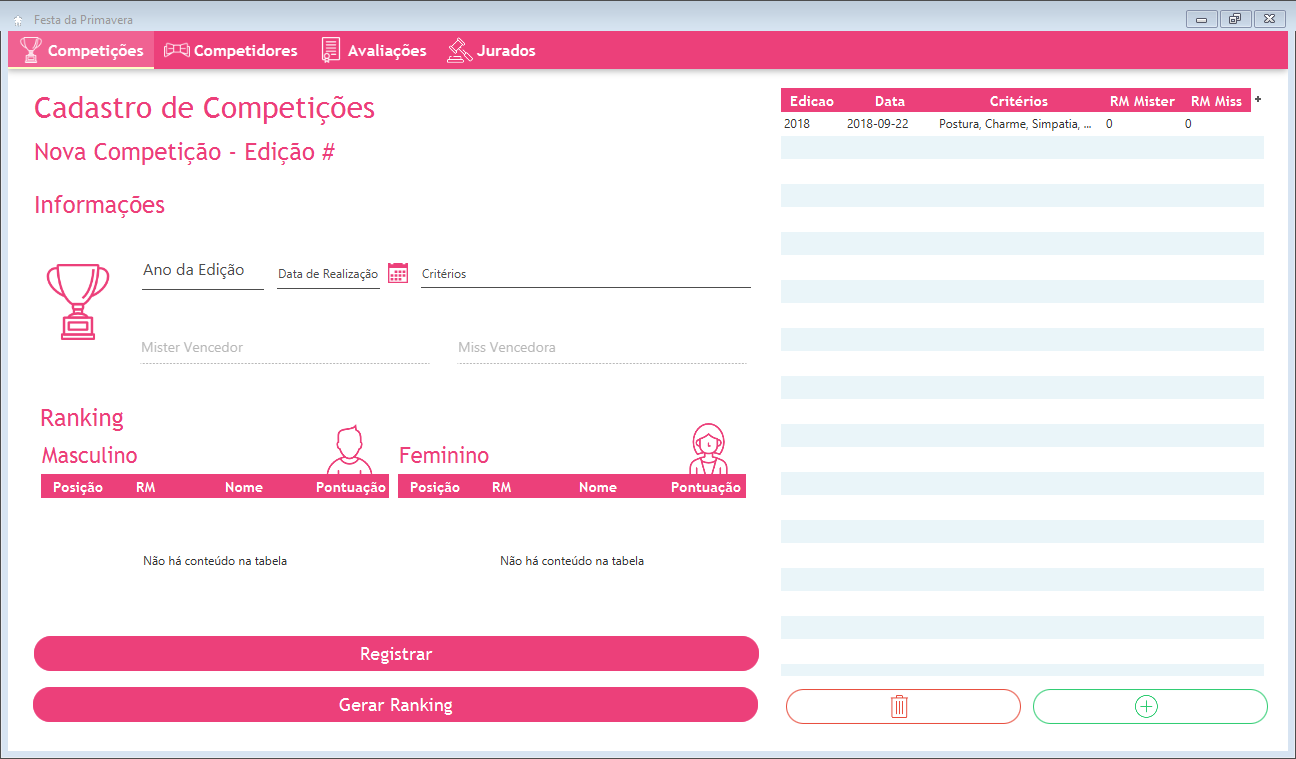 Festa da Primavera
Competições Competidores Avaliações Jurados
Cadastro de Competições
Nova Competição - Edição #
Informações
Ano da Edição Data de Realização Critérios
Mister Vencedor Miss Vencedora
Ranking
Masculino Feminino
Posição RM Nome Pontuação Posição RM Nome Pontuação
Não há conteúdo na tabela Não há conteúdo na tabela
Registrar
Gerar Ranking
Edicao Data Critérios RM Mister RM Miss +
2018 2018-09-22 Postura, Charme, Simpatia, ... 0 0